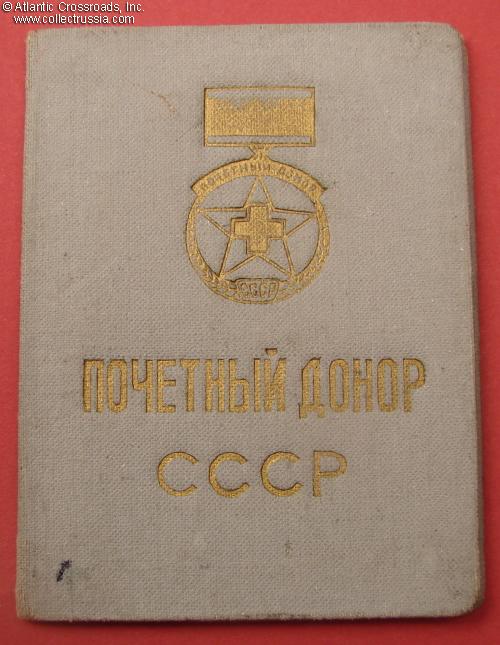 © Atlantic Crossroads, Inc.
www.collectrussia.com
ПОЧЕТНЫЙ ДОНОР
СССР
ПОЧЕТНЫЙ ДОНОР
СССР